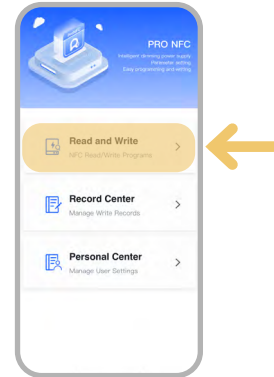 PRO NFC
Intelligent dimming power supply
Parameter setting
Easy programming and editing
Read and Write
NFC Read/Write Programs
Record Center
Manage Write Records
Personal Center
Manage User Settings